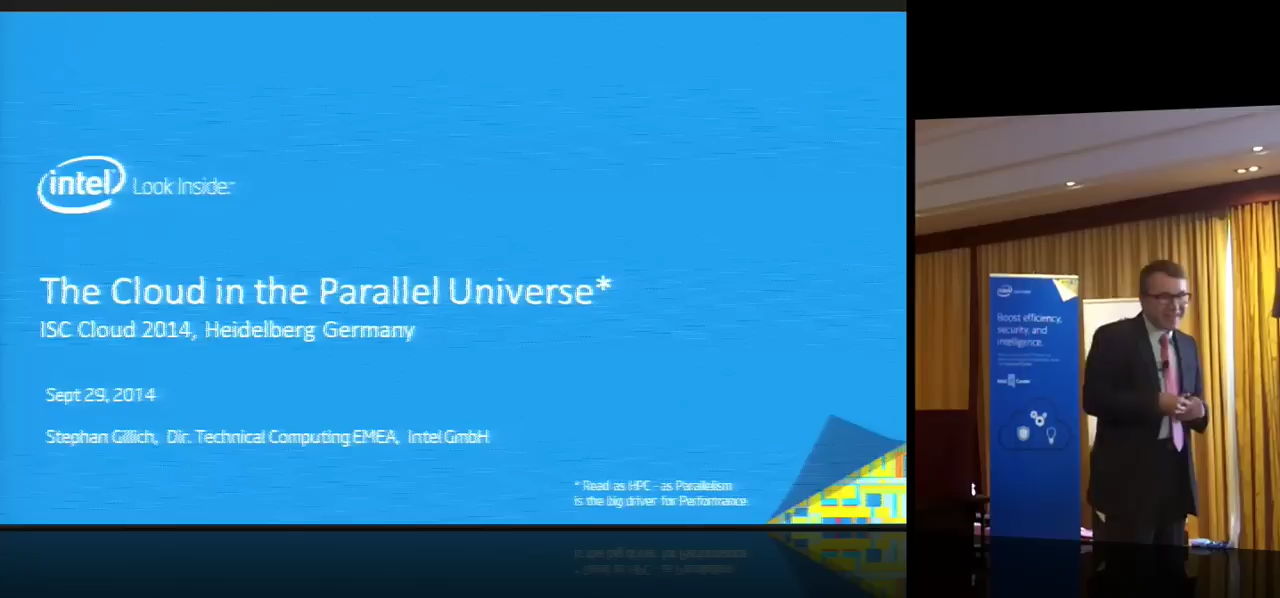 intel Look Inside.™
The Cloud in the Parallel Universe*
ISC Cloud 2014, Heidelberg Germany
Sept 29, 2014
Stephan Gillich, Dir. Technical Computing EMEA, Intel GmbH
* Read as HPC - as Parallelism
is the big driver for Performance.
intel
Boost efficiency,
security, and
intelligence.